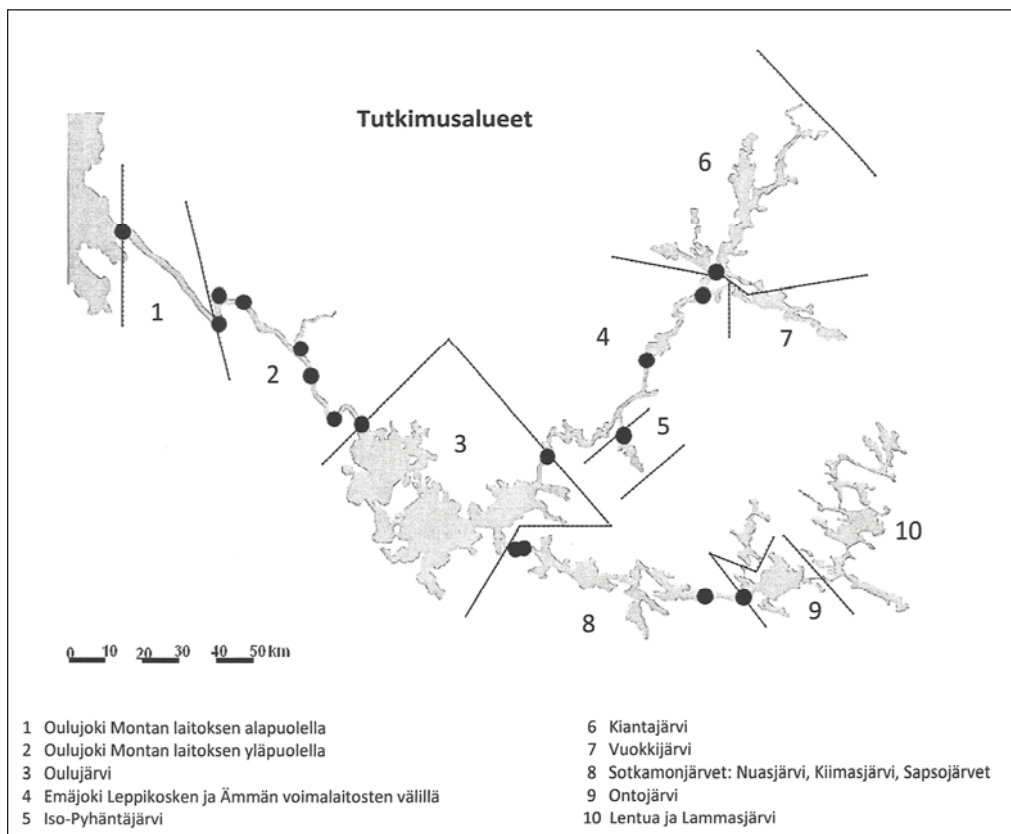 Tutkimusalueet
6
1
4
7
2
5
3
10
9
8
0 10 20 30 40 50 km
1 Oulujoki Montan laitoksen alapuolella
2 Oulujoki Montan laitoksen yläpuolella
3 Oulujärvi
4 Emäjoki Leppikosken ja Ämmän voimalaitosten välillä
5 Iso-Pyhäntäjärvi
6 Kiantajärvi
7 Vuokkijärvi
8 Sotkamonjärvet: Nuasjärvi, Kiimasjärvi, Sapsojärvet
9 Ontojärvi
10 Lentua ja Lammasjärvi